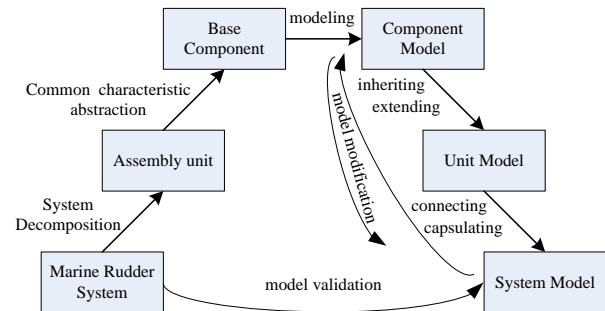 Base
Component
modeling
Component
Model
Common characteristic
abstraction
inheriting
extending
model modification
Assembly unit
Unit Model
System
Decomposition
connecting
capsulating
Marine Rudder
System
model validation
System Model